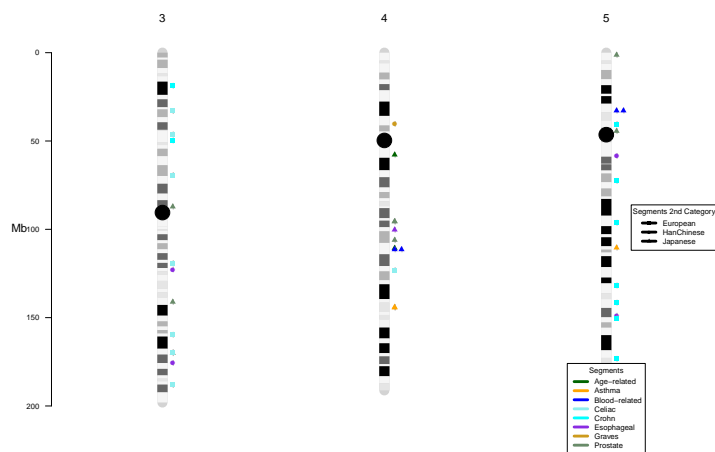 3 4 5
0
50
Mb
100
150
200
Segments 2nd Category
European
HanChinese
Japanese
Segments
Age−related
Asthma
Blood−related
Celiac
Crohn
Esophageal
Graves
Prostate